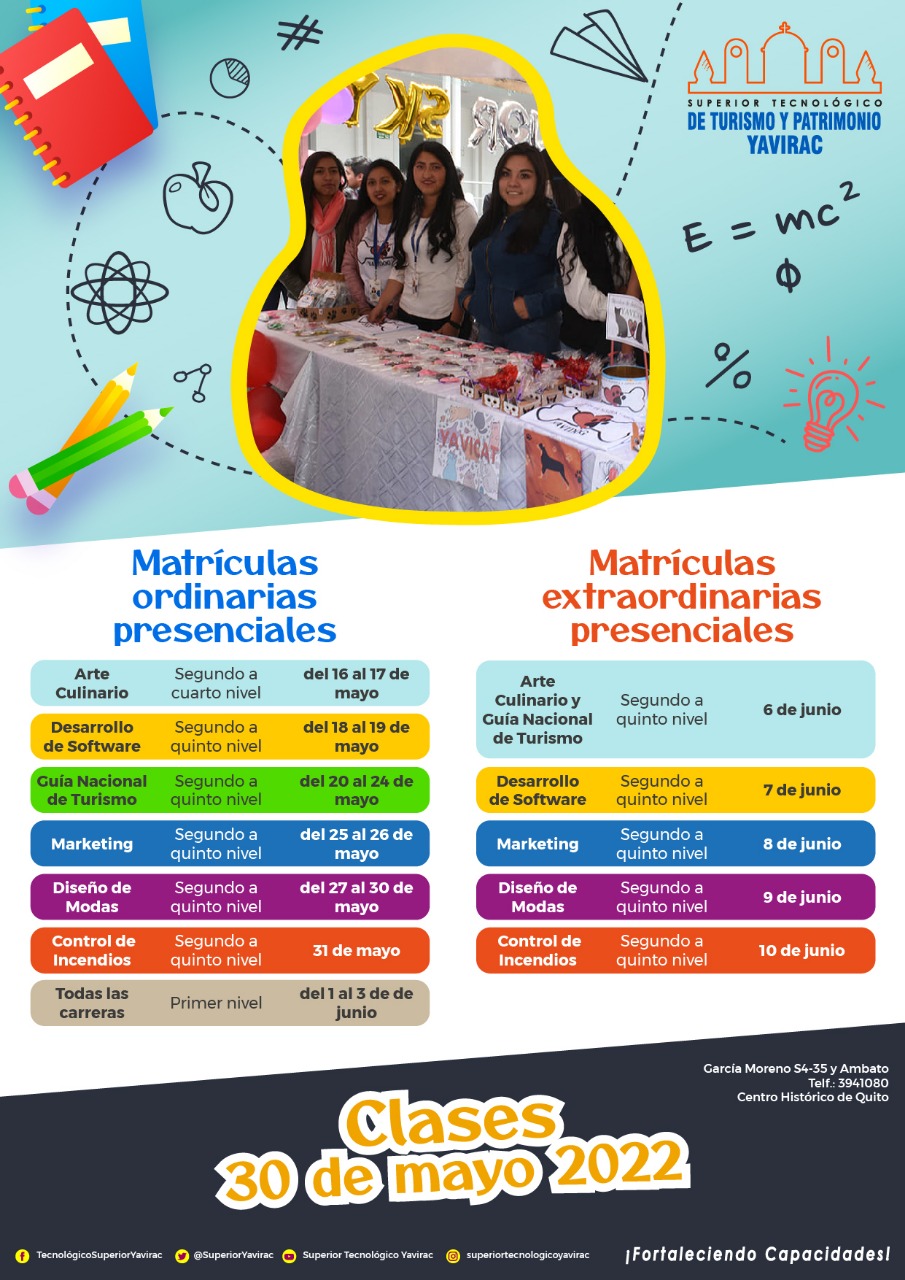 SUPERIOR TECNOLÓGICO
DE TURISMO Y PATRIMONIO
YAVIRAC
E = mc²
ϕ
%
#
YAVICAT
Matrículas
ordinarias
presenciales
Arte
Culinario
Segundo a
cuarto nivel
del 16 al 17 de
mayo
Desarrollo
de Software
Segundo a
quinto nivel
del 18 al 19 de
mayo
Guía Nacional
de Turismo
Segundo a
quinto nivel
del 20 al 24 de
mayo
Marketing
Segundo a
quinto nivel
del 25 al 26 de
mayo
Diseño de
Modas
Segundo a
quinto nivel
del 27 al 30 de
mayo
Control de
Incendios
Segundo a
quinto nivel
31 de mayo
Todas las
carreras
Primer nivel
del 1 al 3 de de
junio
Matrículas
extraordinarias
presenciales
Arte
Culinario y
Guía Nacional
de Turismo
Segundo a
quinto nivel
6 de junio
Desarrollo
de Software
Segundo a
quinto nivel
7 de junio
Marketing
Segundo a
quinto nivel
8 de junio
Diseño de
Modas
Segundo a
quinto nivel
9 de junio
Control de
Incendios
Segundo a
quinto nivel
10 de junio
García Moreno S4-35 y Ambato
Telf.: 3941080
Centro Histórico de Quito
Clases
30 de mayo 2022
TecnológicoSuperiorYavirac
@SuperiorYavirac
Superior Tecnológico Yavirac
superiortecnologicoyavirac
¡Fortaleciendo Capacidades!